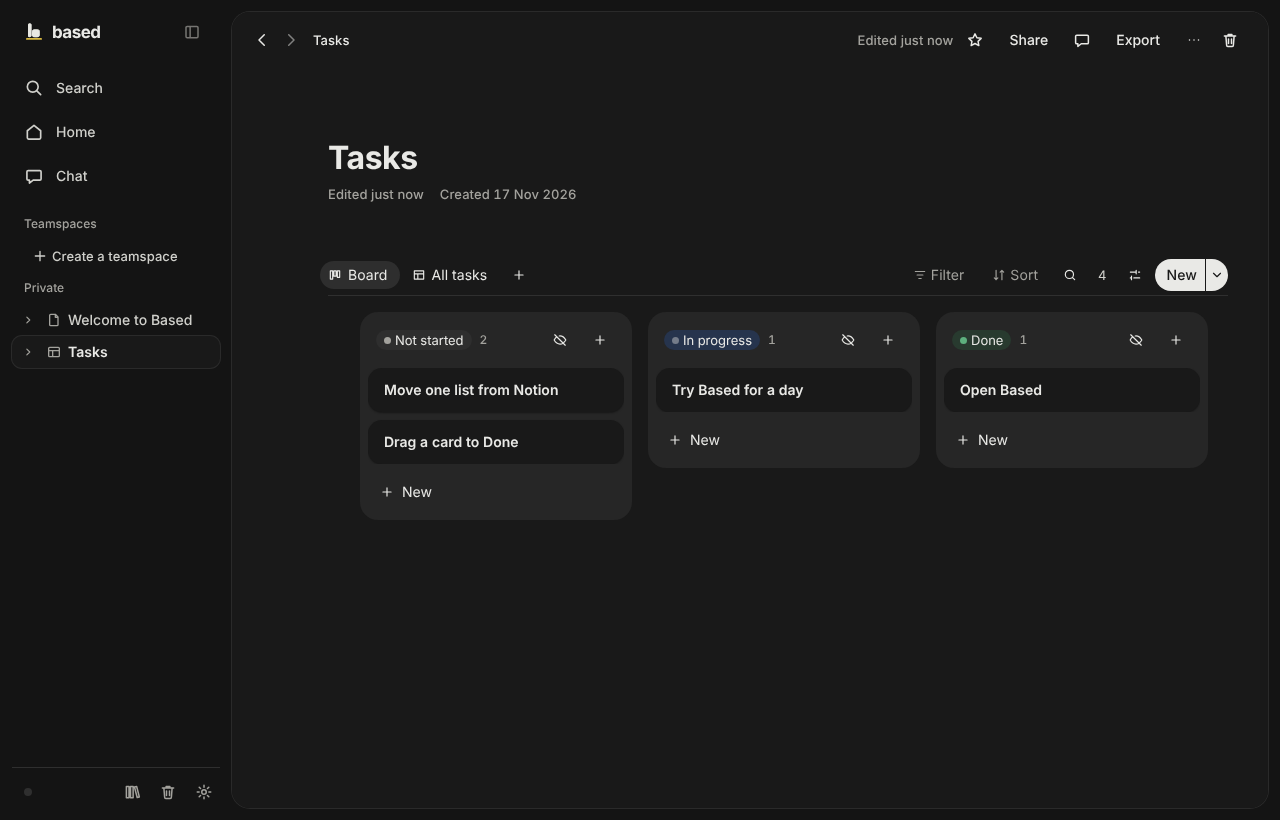 based
Search
Home
Chat
Teamspaces
Create a teamspace
Private
Welcome to Based
Tasks
Tasks
Edited just now
Share
Export
Tasks
Edited just now Created 17 Nov 2026
Board
All tasks
Filter
Sort
4
New
Not started 2
Move one list from Notion
Drag a card to Done
New
In progress 1
Try Based for a day
New
Done 1
Open Based
New